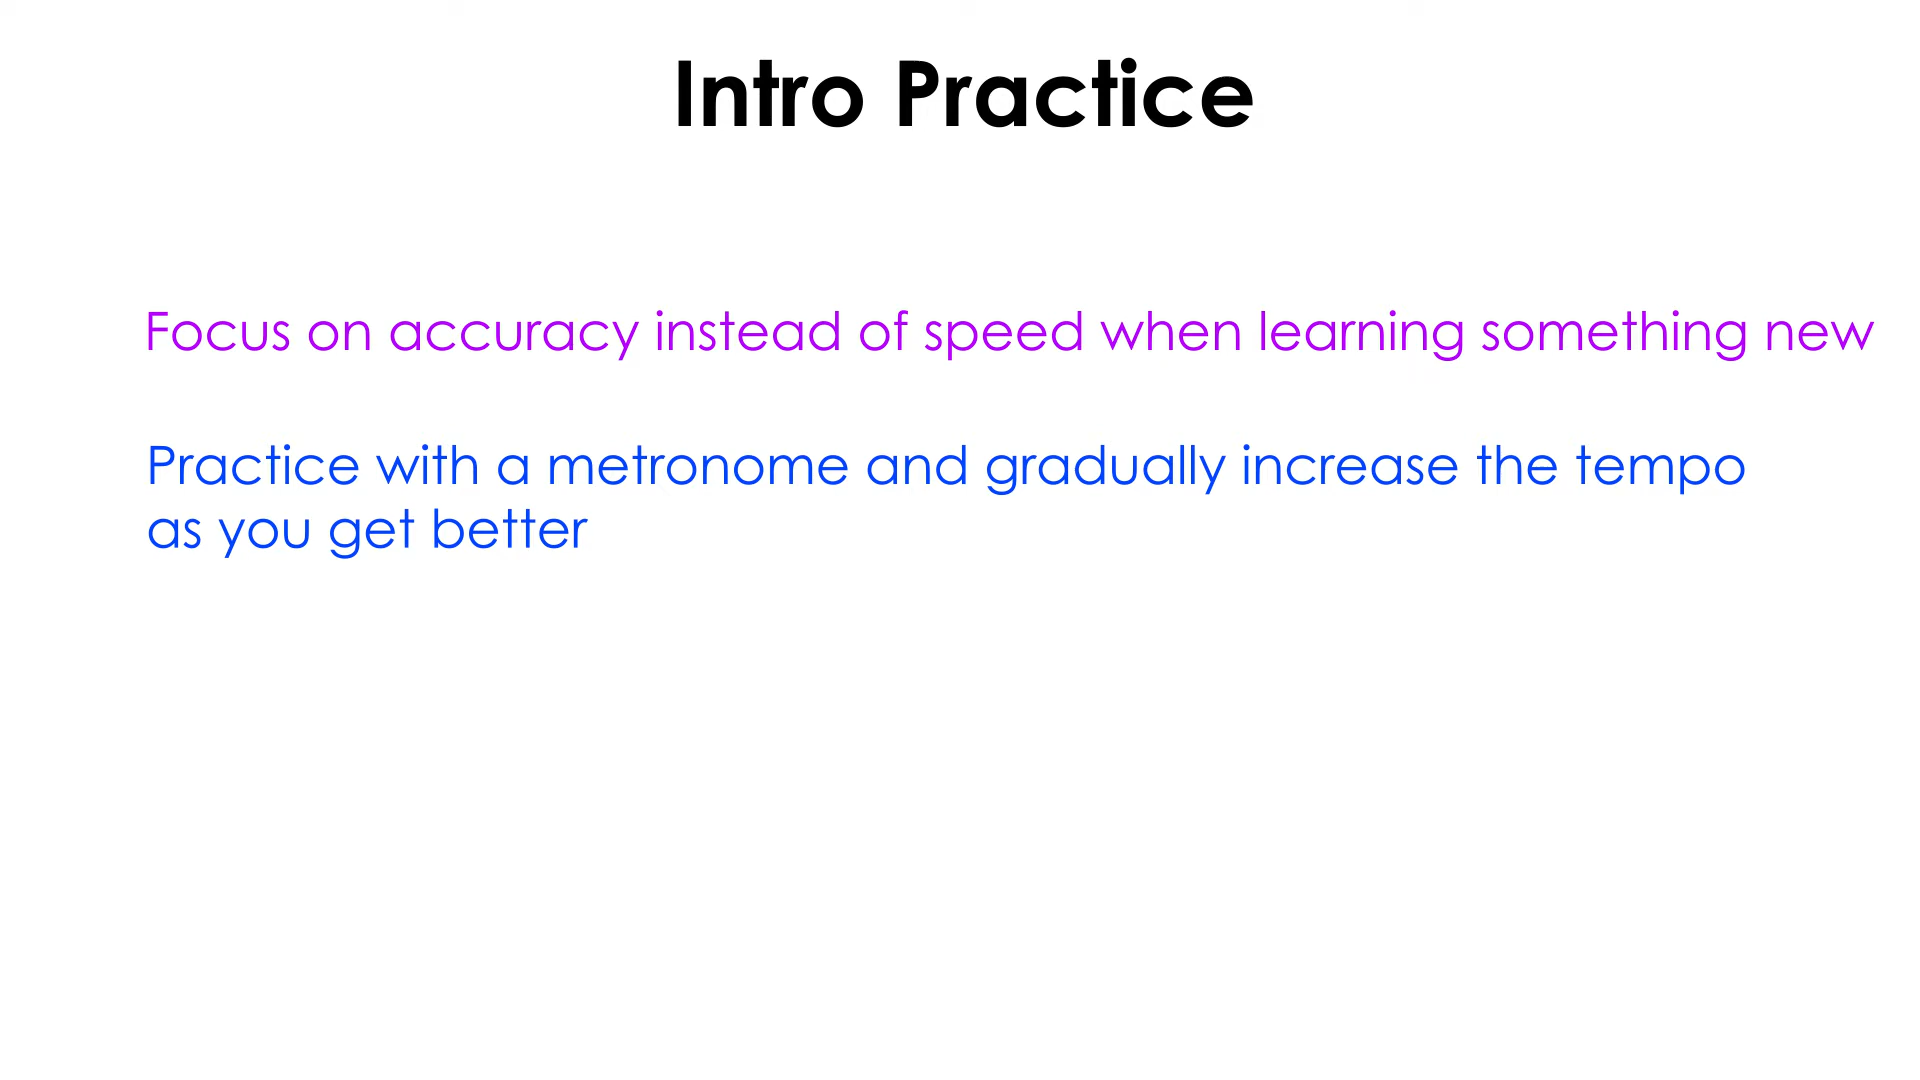 Intro Practice
Focus on accuracy instead of speed when learning something new
Practice with a metronome and gradually increase the tempo
as you get better